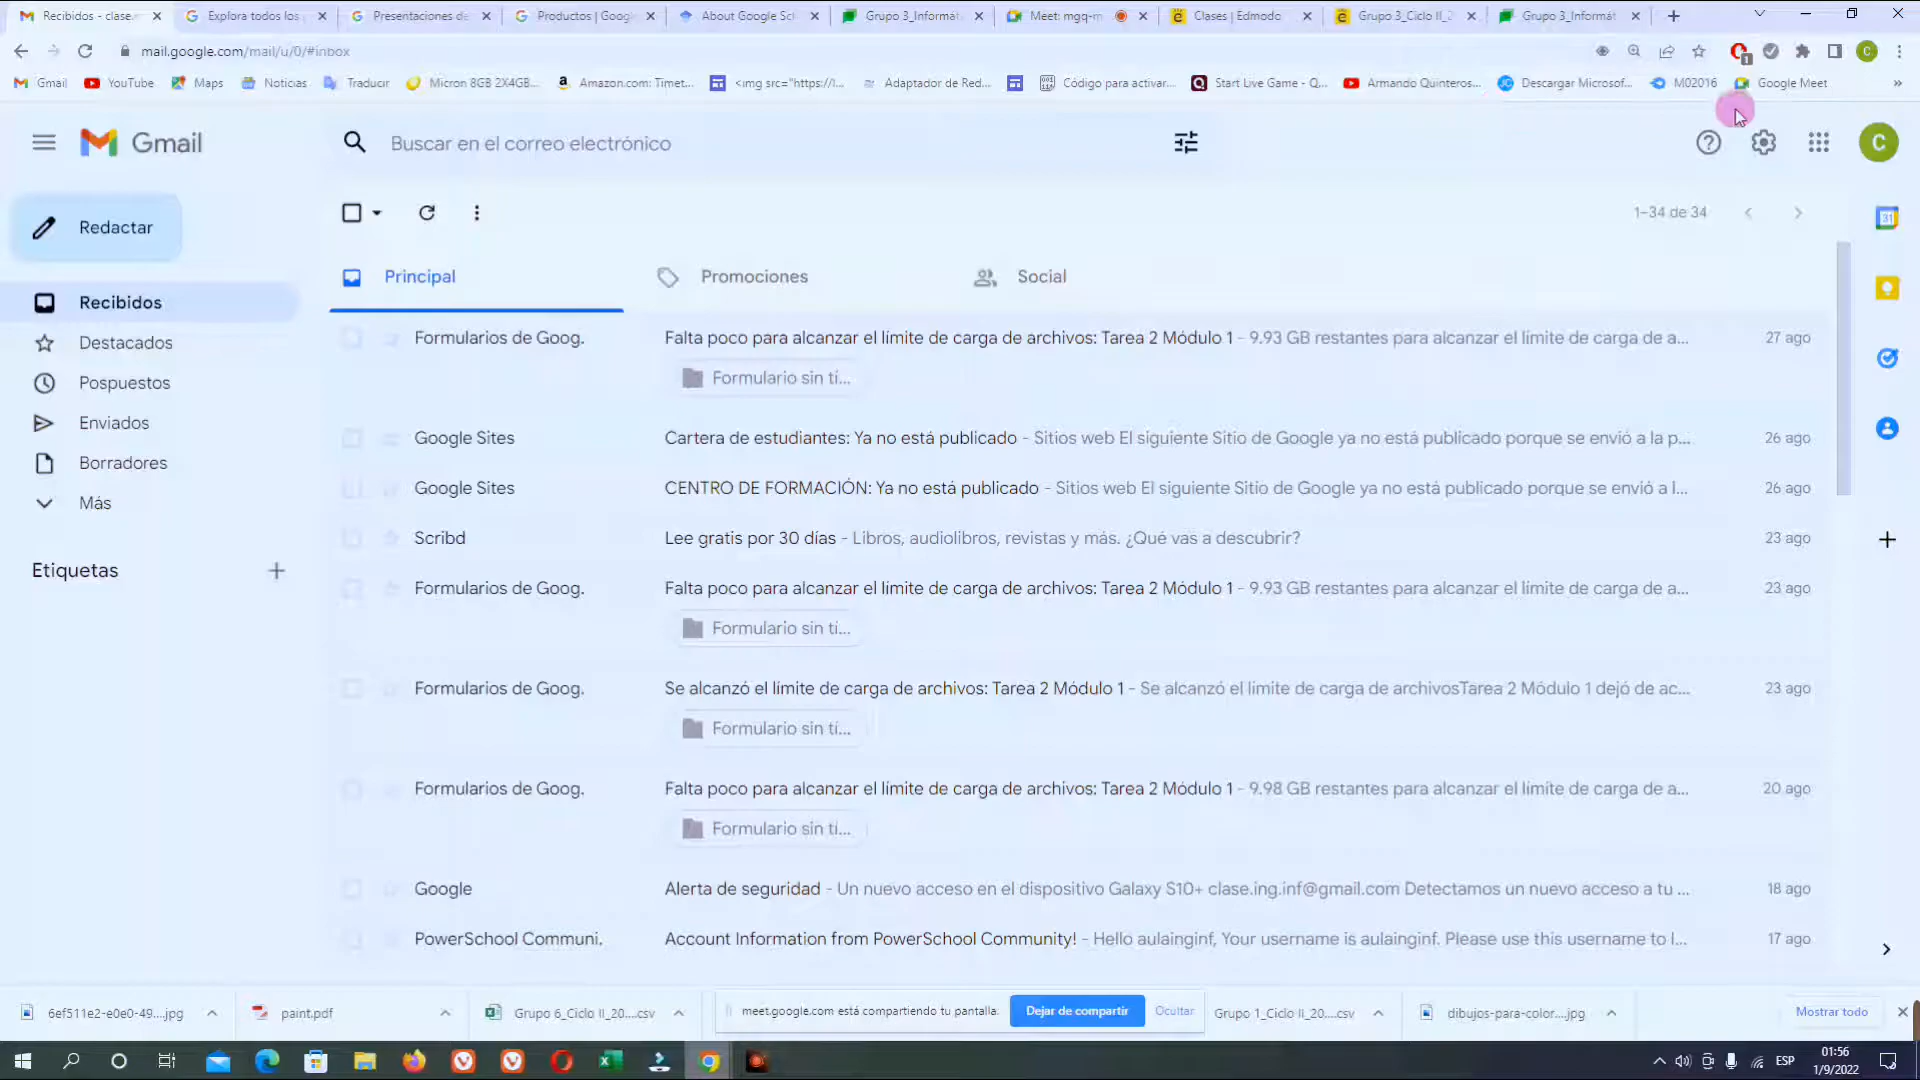 Recibidos - clase.
Explora todos los
Presentaciones de
Productos | Goog
About Google Sc
Grupo 3_Informát
Meet: mgq-m
Clases | Edmodo
Grupo 3_Ciclo II_2
Grupo 3_Informát
mail.google.com/mail/u/0/#inbox
1
C
Gmail
YouTube
Maps
Noticias
Traducir
Micron 8GB 2X4GB...
Amazon.com: Timet...
<img src="https://l...
Adaptador de Red...
Código para activar...
Start Live Game - Q...
Armando Quinteros...
Descargar Microsof...
M02016
Google Meet
»
Gmail
Buscar en el correo electrónico
C
Redactar
1–34 de 34
31
Principal
Promociones
Social
Recibidos
Destacados
Pospuestos
Enviados
Borradores
Más
Etiquetas
Formularios de Goog. Falta poco para alcanzar el límite de carga de archivos: Tarea 2 Módulo 1 - 9.93 GB restantes para alcanzar el límite de carga de a... 27 ago
Formulario sin tí...
Google Sites Cartera de estudiantes: Ya no está publicado - Sitios web El siguiente Sitio de Google ya no está publicado porque se envió a la p... 26 ago
Google Sites CENTRO DE FORMACIÓN: Ya no está publicado - Sitios web El siguiente Sitio de Google ya no está publicado porque se envió a l... 26 ago
Scribd Lee gratis por 30 días - Libros, audiolibros, revistas y más. ¿Qué vas a descubrir? 23 ago
Formularios de Goog. Falta poco para alcanzar el límite de carga de archivos: Tarea 2 Módulo 1 - 9.93 GB restantes para alcanzar el límite de carga de a... 23 ago
Formulario sin tí...
Formularios de Goog. Se alcanzó el límite de carga de archivos: Tarea 2 Módulo 1 - Se alcanzó el límite de carga de archivosTarea 2 Módulo 1 dejó de ac... 23 ago
Formulario sin tí...
Formularios de Goog. Falta poco para alcanzar el límite de carga de archivos: Tarea 2 Módulo 1 - 9.98 GB restantes para alcanzar el límite de carga de a... 20 ago
Formulario sin tí...
Google Alerta de seguridad - Un nuevo acceso en el dispositivo Galaxy S10+ clase.ing.inf@gmail.com Detectamos un nuevo acceso a tu ... 18 ago
PowerSchool Communi. Account Information from PowerSchool Community! - Hello aulainginf, Your username is aulainginf. Please use this username to l... 17 ago
6ef511e2-e0e0-49....jpg
paint.pdf
Grupo 6_Ciclo II_20....csv
meet.google.com está compartiendo tu pantalla.
Dejar de compartir
Ocultar
Grupo 1_Ciclo II_20....csv
dibujos-para-color....jpg
Mostrar todo
ESP
01:56
1/9/2022